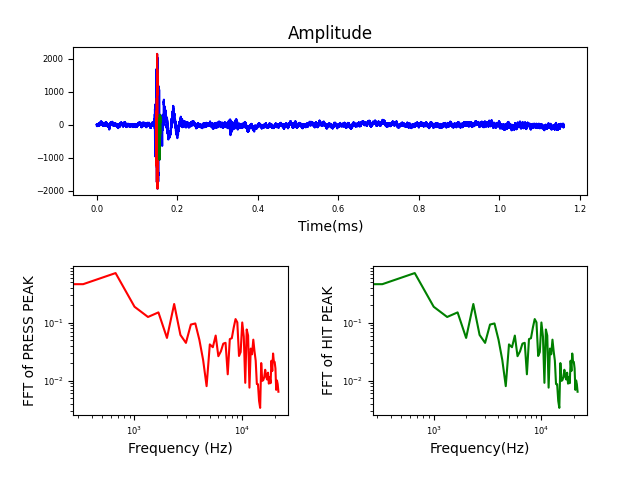 Amplitude
2000
1000
0
−1000
−2000
0.0 0.2 0.4 0.6 0.8 1.0 1.2
Time(ms)
FFT of PRESS PEAK
10⁻¹
10⁻²
10³ 10⁴
Frequency (Hz)
FFT of HIT PEAK
10⁻¹
10⁻²
10³ 10⁴
Frequency(Hz)